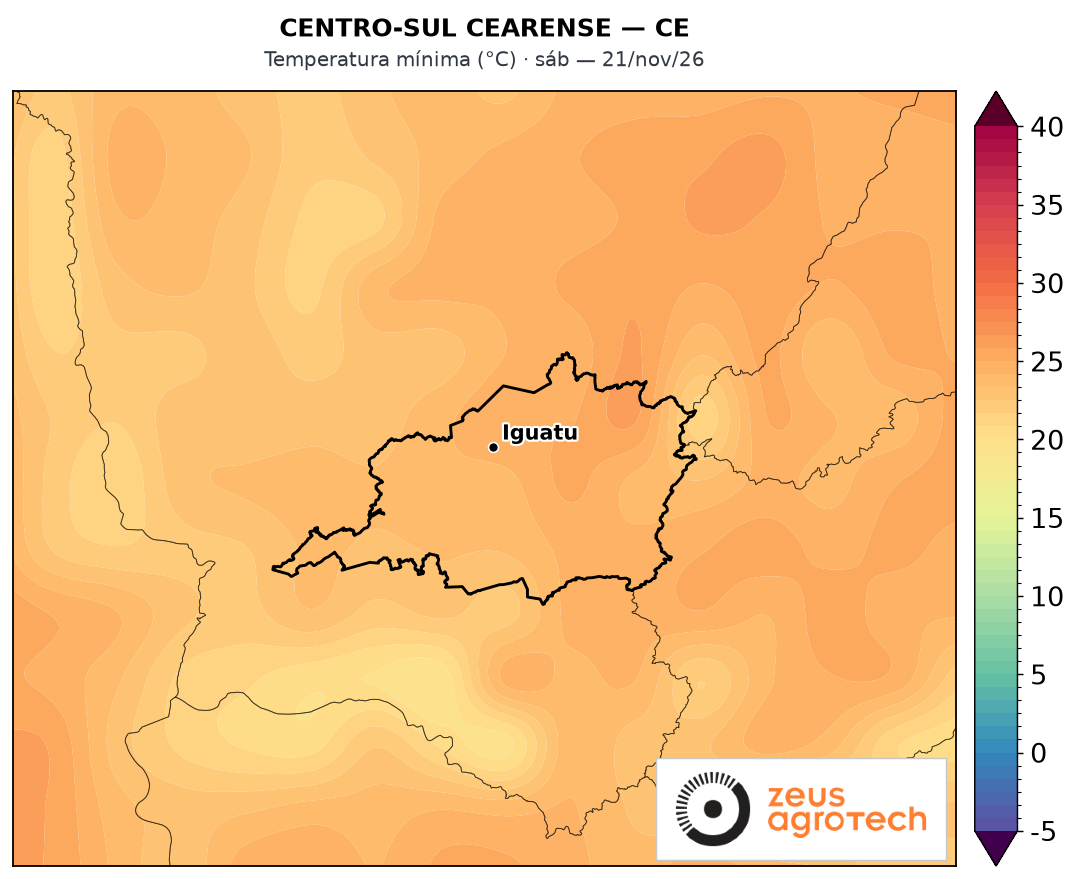 CENTRO-SUL CEARENSE — CE
Temperatura mínima (°C) · sáb — 21/nov/26
Iguatu
40
35
30
25
20
15
10
5
0
-5
zeus
agrotech